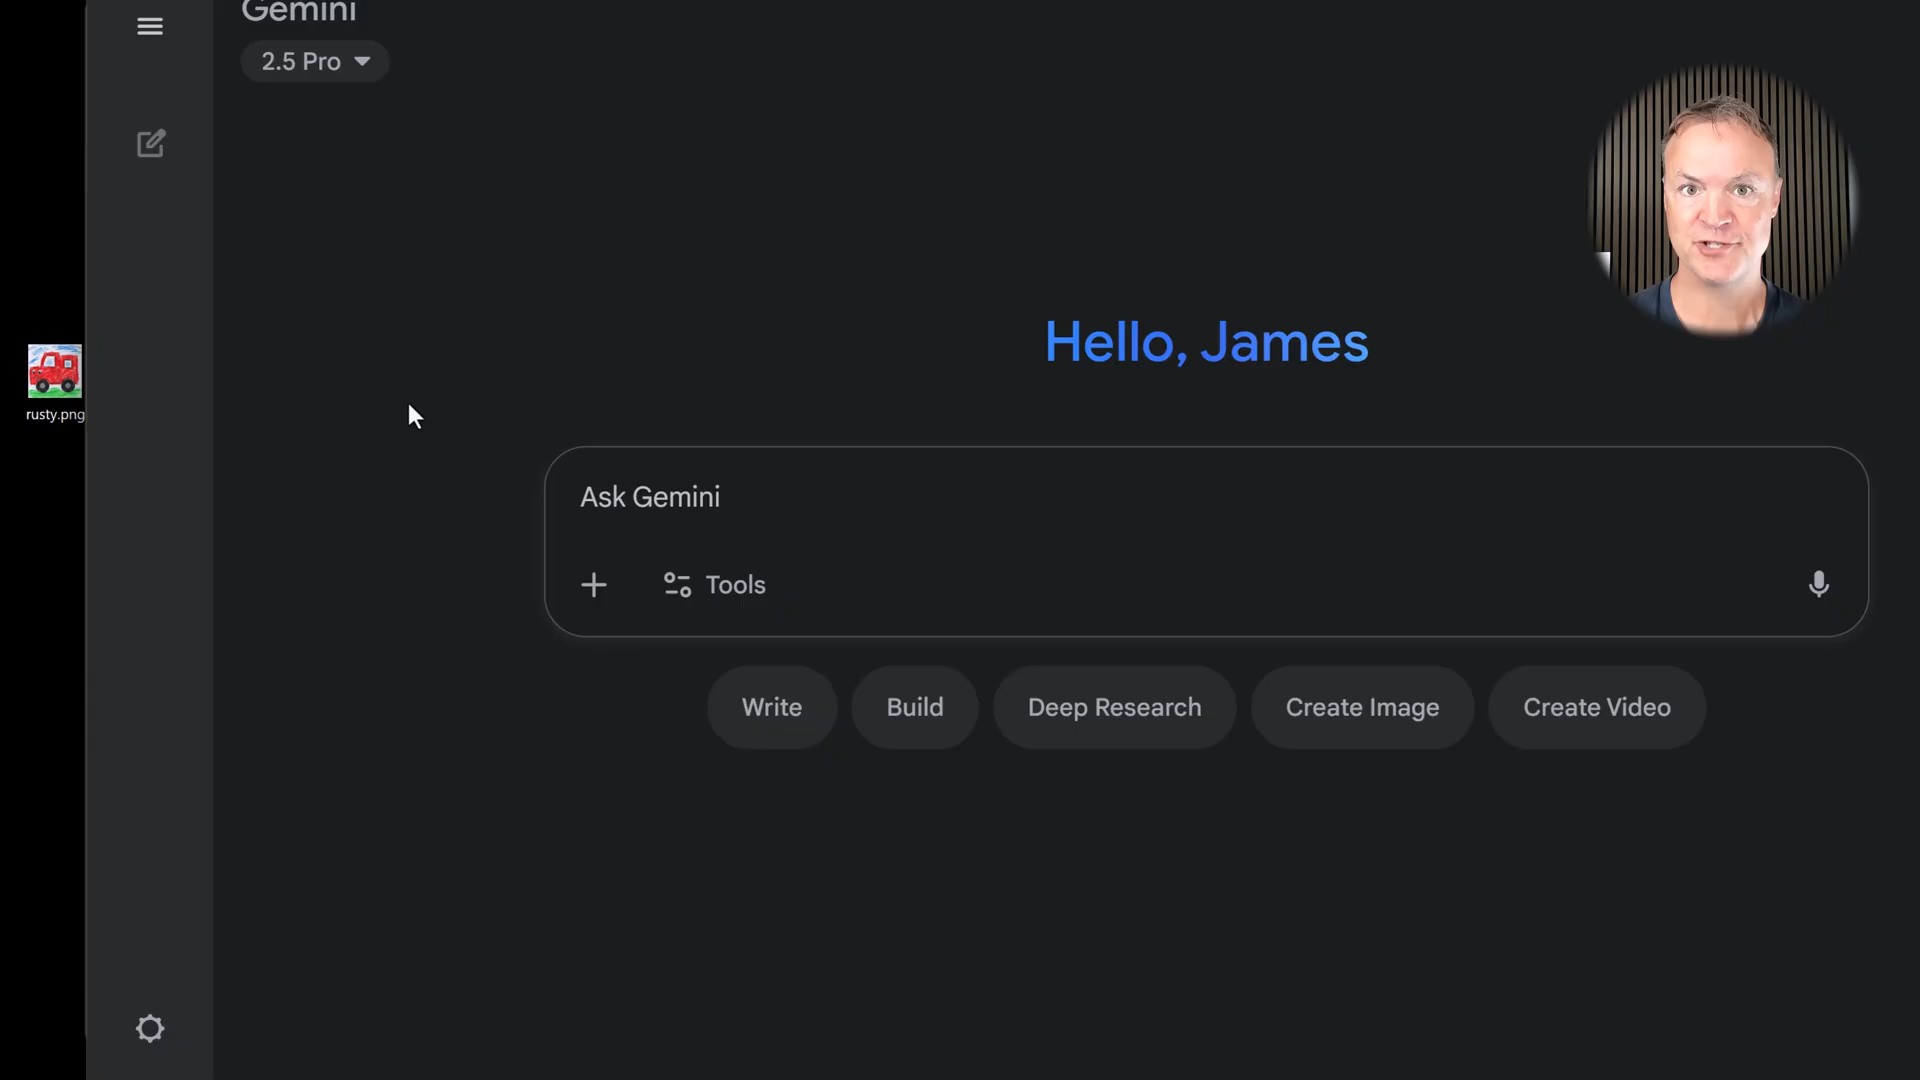 Gemini
2.5 Pro
Hello, James
rusty.png
Ask Gemini
Tools
Write
Build
Deep Research
Create Image
Create Video